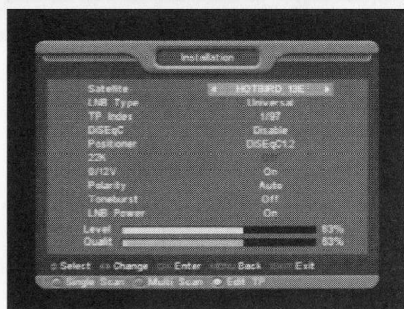 Installation
Satellite HOTBIRD 13E
LNB Type Universal
TP Index 1/97
DiSEqC Disable
Positioner DiSEqC1.2
22K
0/12V On
Polarity Auto
Toneburst Off
LNB Power On
Level 63%
Qualit 63%
Select Change Enter Back Exit
Single Scan Multi Scan Edit TP